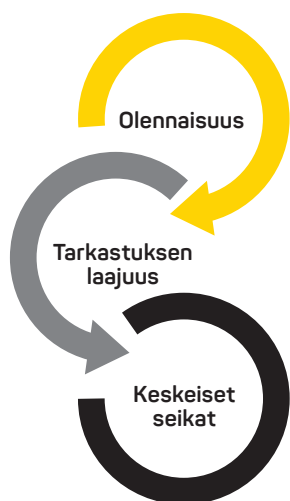 Olennaisuus
Tarkastuksen
laajuus
Keskeiset
seikat